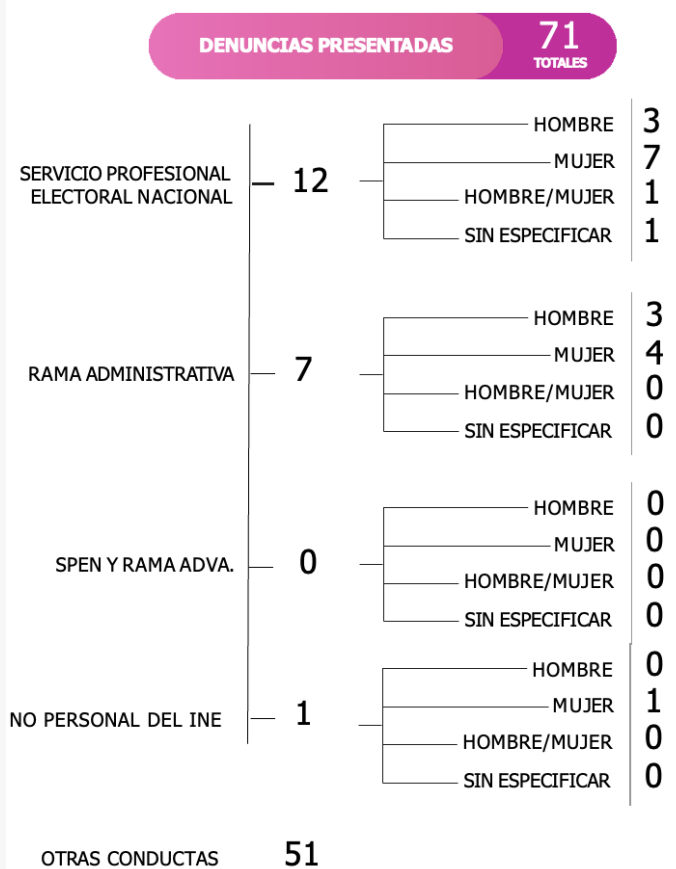 DENUNCIAS PRESENTADAS
71
TOTALES
SERVICIO PROFESIONAL
ELECTORAL NACIONAL
12
HOMBRE 3
MUJER 7
HOMBRE/MUJER 1
SIN ESPECIFICAR 1
RAMA ADMINISTRATIVA
7
HOMBRE 3
MUJER 4
HOMBRE/MUJER 0
SIN ESPECIFICAR 0
SPEN Y RAMA ADVA.
0
HOMBRE 0
MUJER 0
HOMBRE/MUJER 0
SIN ESPECIFICAR 0
NO PERSONAL DEL INE
1
HOMBRE 0
MUJER 1
HOMBRE/MUJER 0
SIN ESPECIFICAR 0
OTRAS CONDUCTAS 51